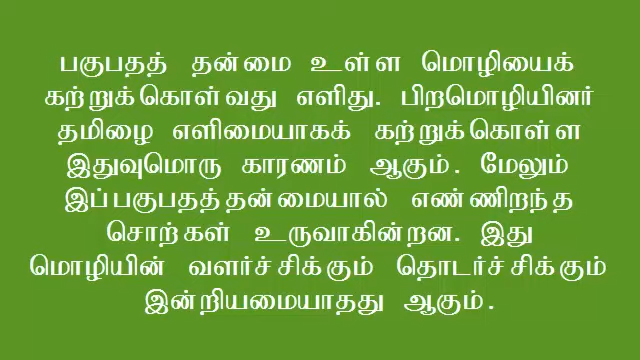 பகுபதத் தன்மை உள்ள மொழியைக்
கற்றுக்கொள்வது எளிது. பிறமொழியினர்
தமிழை எளிமையாகக் கற்றுக்கொள்ள
இதுவுமொரு காரணம் ஆகும். மேலும்
இப்பகுபதத்தன்மையால் எண்ணிறந்த
சொற்கள் உருவாகின்றன. இது
மொழியின் வளர்ச்சிக்கும் தொடர்ச்சிக்கும்
இன்றியமையாதது ஆகும்.